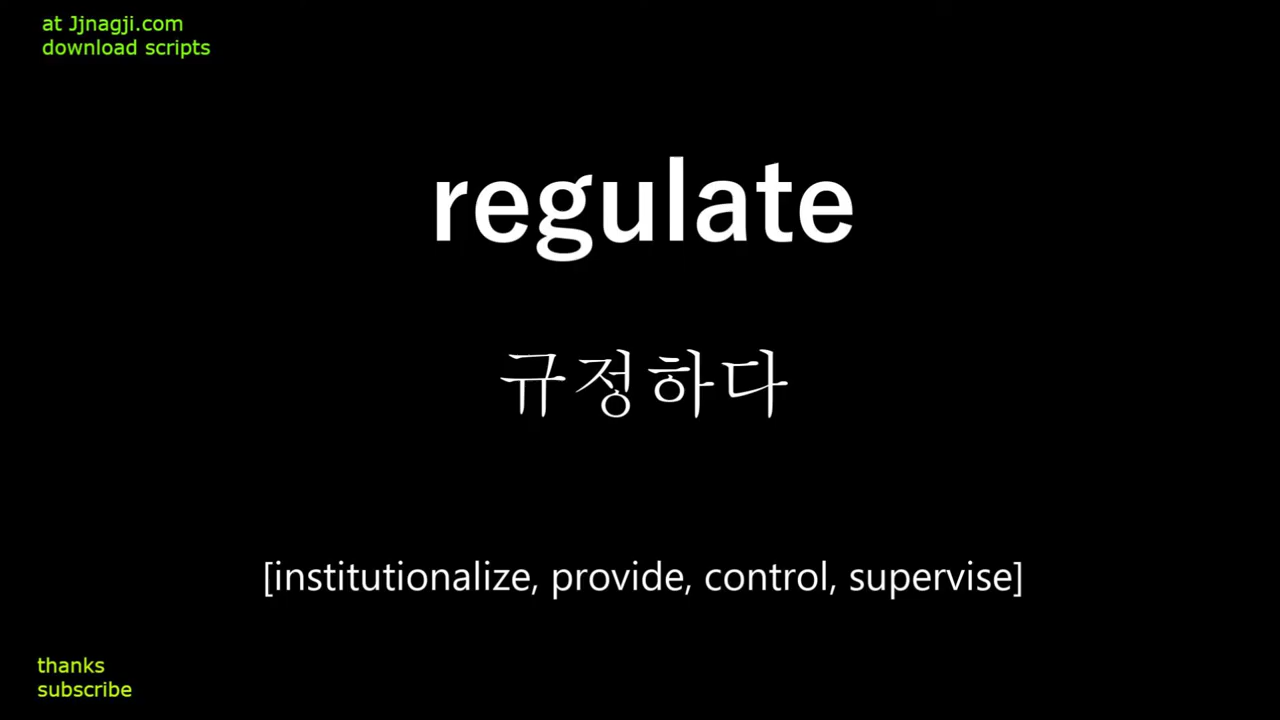 at Jjnagji.com
download scripts
regulate
규정하다
[institutionalize, provide, control, supervise]
thanks
subscribe